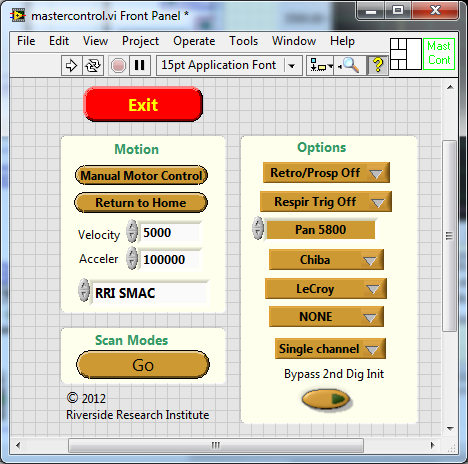 mastercontrol.vi Front Panel *
File Edit View Project Operate Tools Window Help
15pt Application Font
?
Mast
Cont
Exit
Motion
Manual Motor Control
Return to Home
Velocity 5000
Acceler 100000
RRI SMAC
Scan Modes
Go
© 2012
Riverside Research Institute
Options
Retro/Prosp Off
Respir Trig Off
Pan 5800
Chiba
LeCroy
NONE
Single channel
Bypass 2nd Dig Init